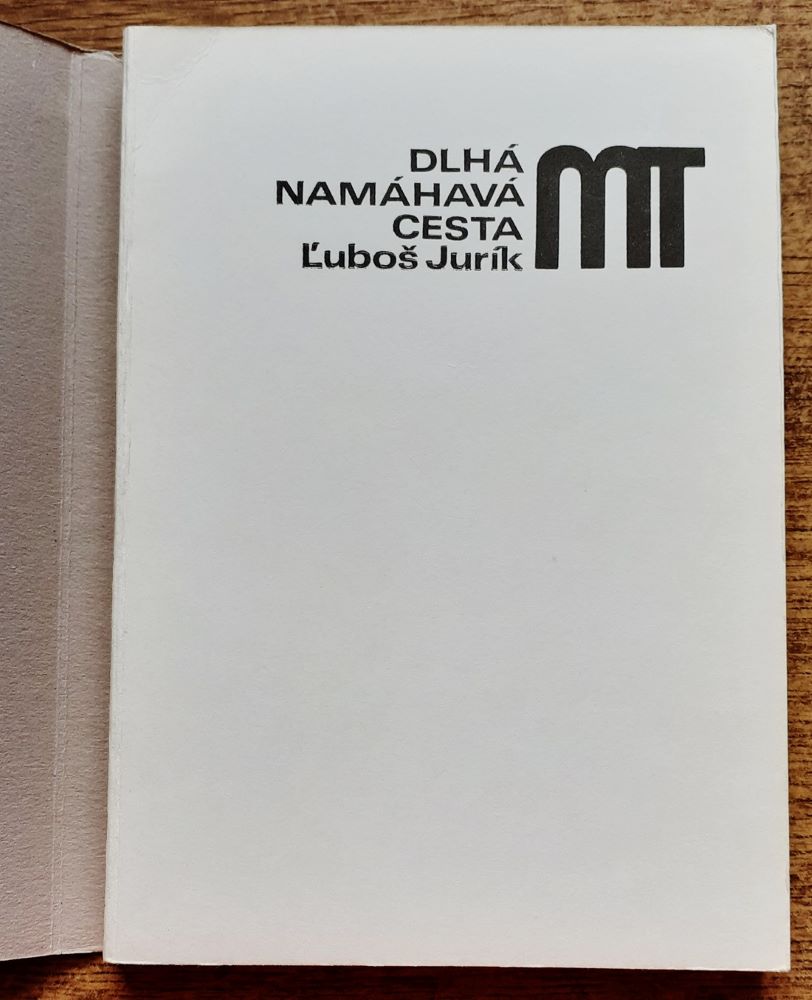 DLHÁ
NAMÁHAVÁ
CESTA
Ľuboš Jurík
MT